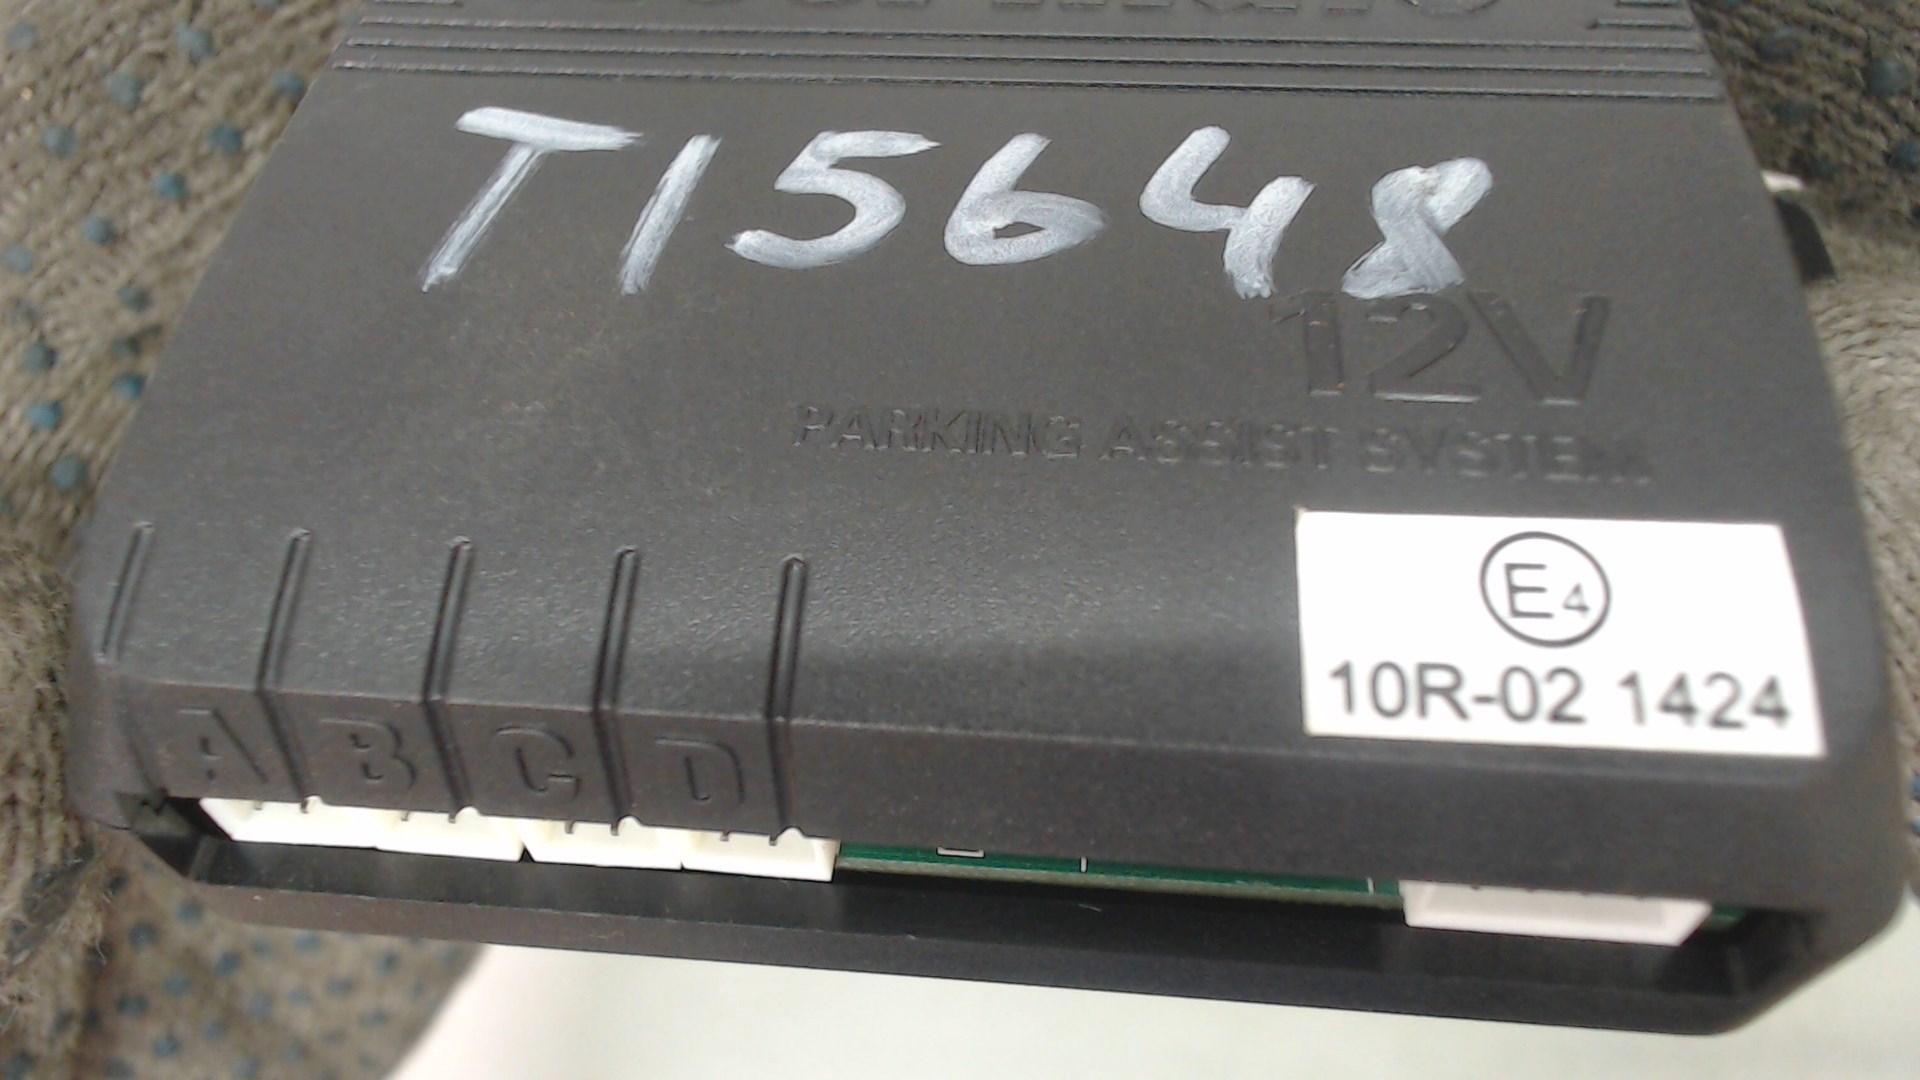 T15648
12V
PARKING ASSIST SYSTEM
E4
10R-02 1424
A B C D